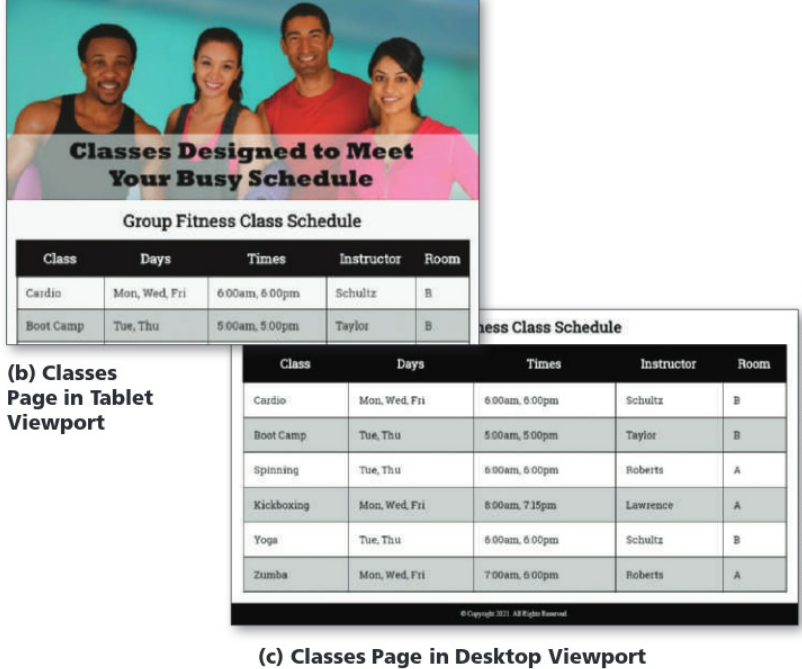 Classes Designed to Meet
Your Busy Schedule
Group Fitness Class Schedule
Class Days Times Instructor Room
Cardio Mon, Wed, Fri 6:00am, 6:00pm Schultz B
Boot Camp Tue, Thu 5:00am, 5:00pm Taylor B
(b) Classes
Page in Tablet
Viewport
ness Class Schedule
Class Days Times Instructor Room
Cardio Mon, Wed, Fri 6:00am, 6:00pm Schultz B
Boot Camp Tue, Thu 5:00am, 5:00pm Taylor B
Spinning Tue, Thu 6:00am, 6:00pm Roberts A
Kickboxing Mon, Wed, Fri 8:00am, 7:15pm Lawrence A
Yoga Tue, Thu 6:00am, 6:00pm Schultz B
Zumba Mon, Wed, Fri 7:00am, 6:00pm Roberts A
© Copyright 2021. All Rights Reserved.
(c) Classes Page in Desktop Viewport